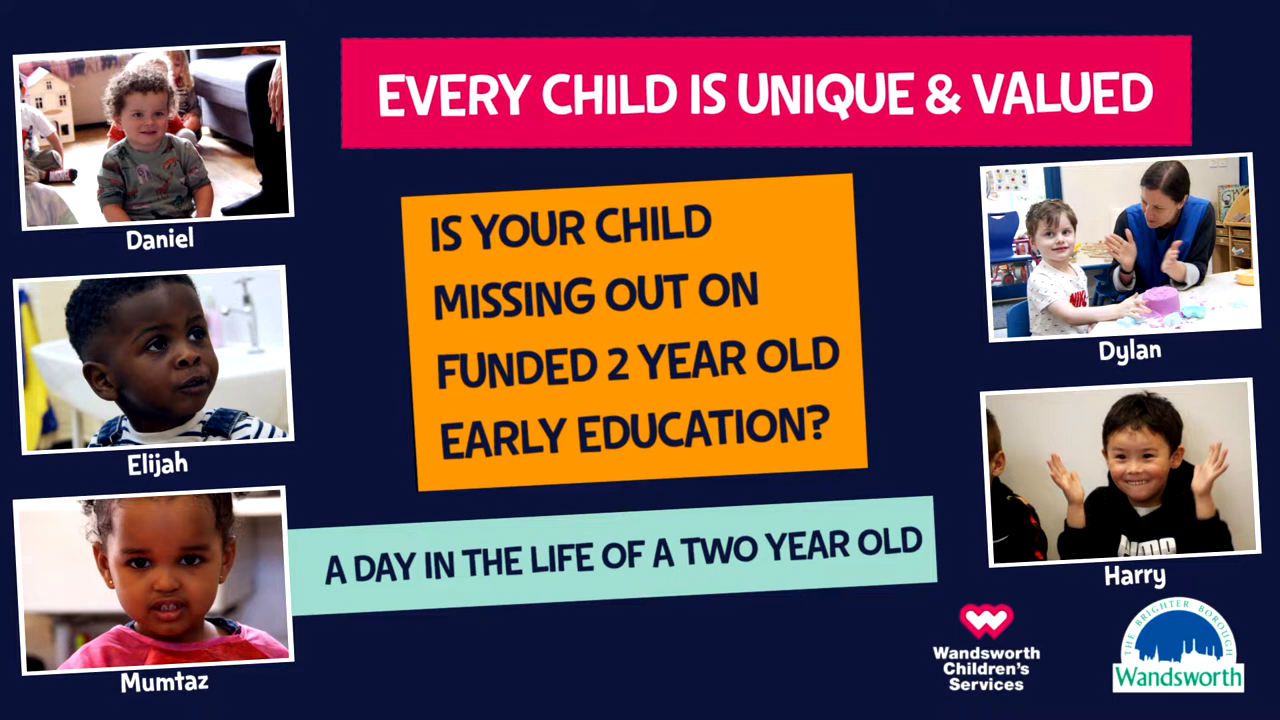 EVERY CHILD IS UNIQUE & VALUED
Daniel
IS YOUR CHILD
MISSING OUT ON
FUNDED 2 YEAR OLD
EARLY EDUCATION?
Dylan
Elijah
A DAY IN THE LIFE OF A TWO YEAR OLD
Harry
Mumtaz
Wandsworth
Children's
Services
THE BRIGHTER BOROUGH
Wandsworth